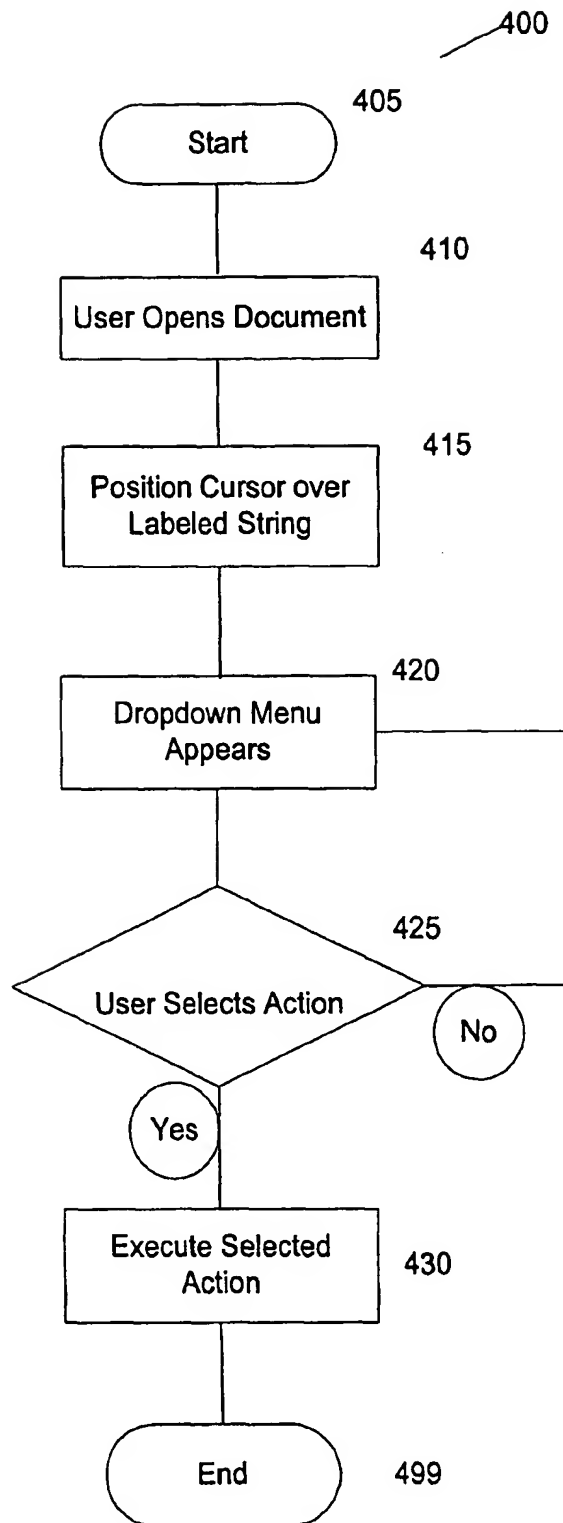 400
405
Start
410
User Opens Document
415
Position Cursor over
Labeled String
420
Dropdown Menu
Appears
425
User Selects Action
No
Yes
Execute Selected
Action
430
End
499